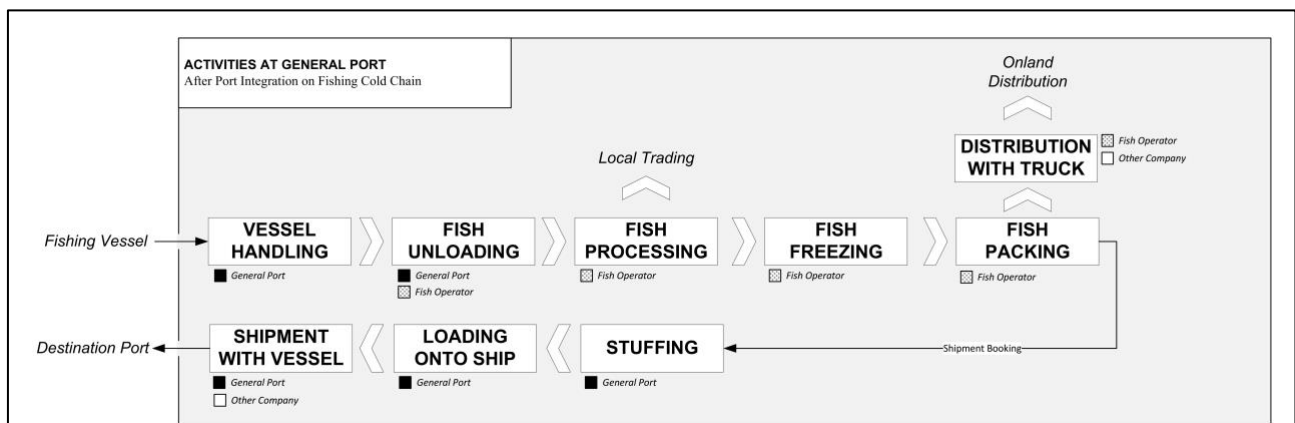 ACTIVITIES AT GENERAL PORT
After Port Integration on Fishing Cold Chain
Onland
Distribution
DISTRIBUTION
WITH TRUCK
Fish Operator
Other Company
Local Trading
Fishing Vessel
VESSEL
HANDLING
General Port
FISH
UNLOADING
General Port
Fish Operator
FISH
PROCESSING
Fish Operator
FISH
FREEZING
Fish Operator
FISH
PACKING
Fish Operator
Destination Port
SHIPMENT
WITH VESSEL
General Port
Other Company
LOADING
ONTO SHIP
General Port
STUFFING
General Port
Shipment Booking